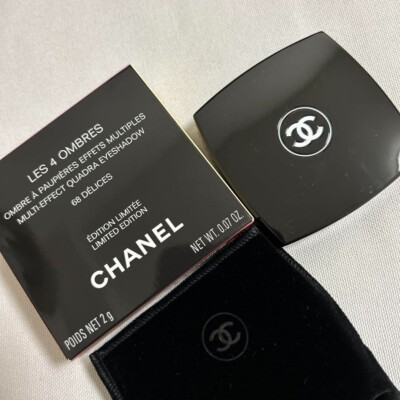 LES 4 OMBRES
OMBRE À PAUPIÈRES EFFETS MULTIPLES
MULTI-EFFECT QUADRA EYESHADOW
68 DÉLICES
ÉDITION LIMITÉE
LIMITED EDITION
CHANEL
POIDS NET 2 g
NET WT. 0.07 OZ.